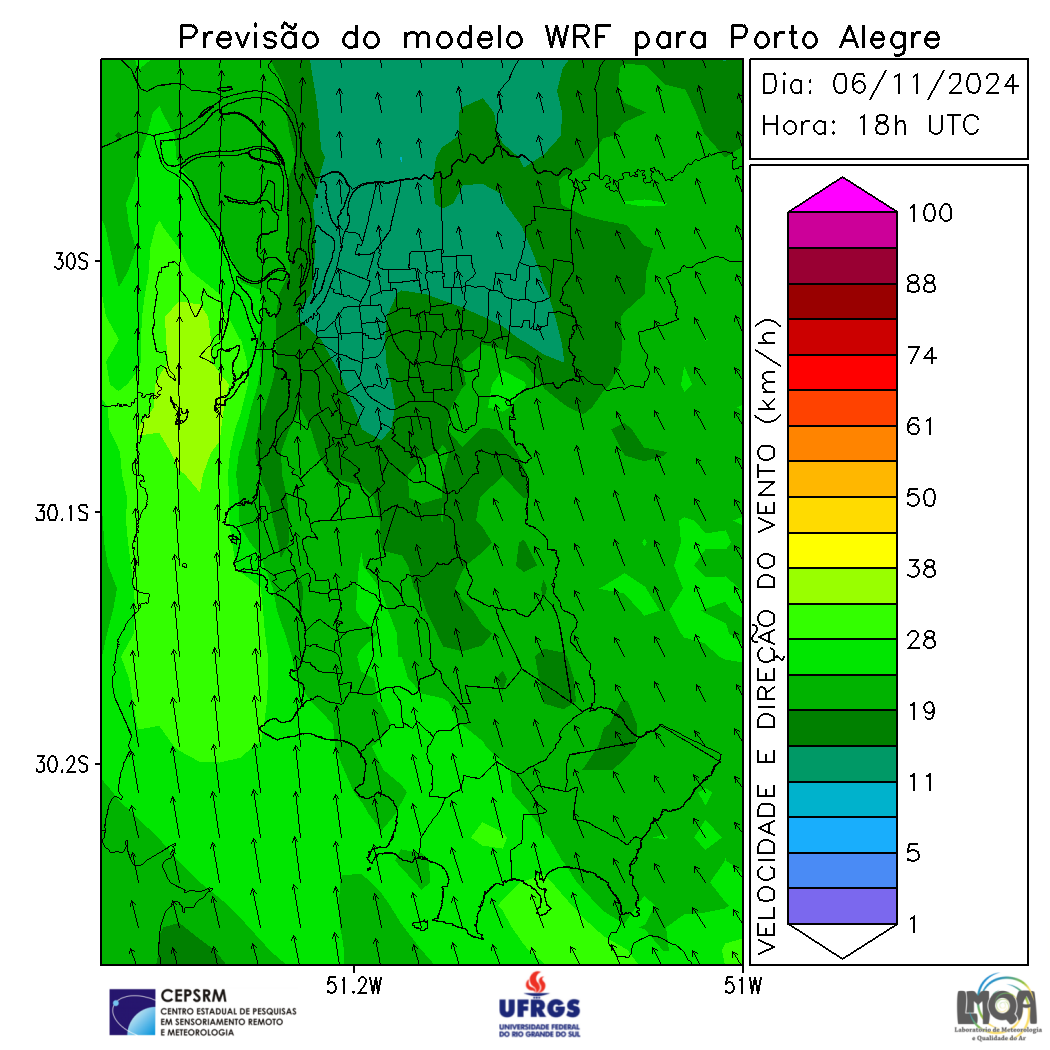 Previsão do modelo WRF para Porto Alegre
Dia: 06/11/2024
Hora: 18h UTC
30S
30.1S
30.2S
51.2W
51W
VELOCIDADE E DIREÇÃO DO VENTO (km/h)
100
88
74
61
50
38
28
19
11
5
1
CEPSRM
CENTRO ESTADUAL DE PESQUISAS
EM SENSORIAMENTO REMOTO
E METEOROLOGIA
UFRGS
UNIVERSIDADE FEDERAL
DO RIO GRANDE DO SUL
LMQA
Laboratório de Meteorologia
e Qualidade do Ar